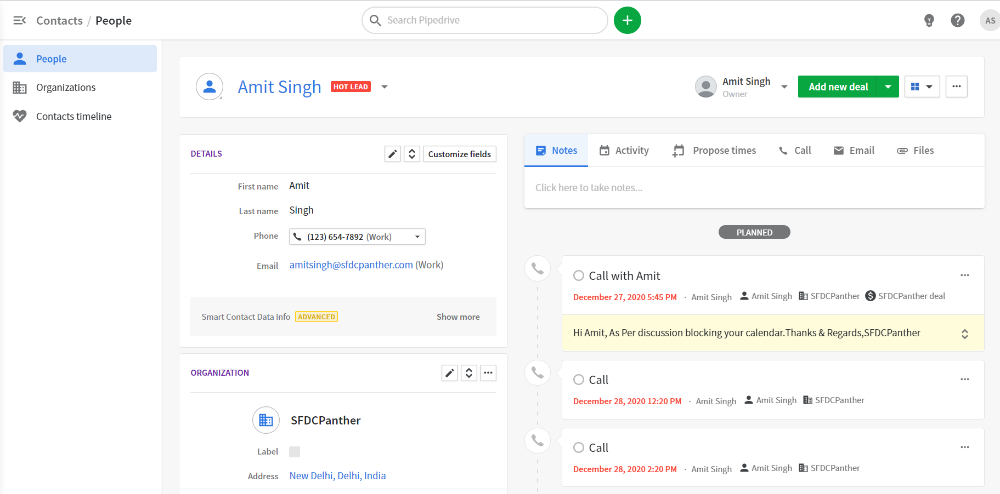 Contacts / People
Search Pipedrive
AS
People
Organizations
Contacts timeline
Amit Singh HOT LEAD
Amit Singh
Owner
Add new deal
DETAILS
Customize fields
First name Amit
Last name Singh
Phone (123) 654-7892 (Work)
Email amitsingh@sfdcpanther.com (Work)
Smart Contact Data Info ADVANCED Show more
ORGANIZATION
SFDCPanther
Label
Address New Delhi, Delhi, India
Notes Activity Propose times Call Email Files
Click here to take notes...
PLANNED
Call with Amit
December 27, 2020 5:45 PM · Amit Singh Amit Singh SFDCPanther SFDCPanther deal
Hi Amit, As Per discussion blocking your calendar.Thanks & Regards,SFDCPanther
Call
December 28, 2020 12:20 PM · Amit Singh Amit Singh SFDCPanther
Call
December 28, 2020 2:20 PM · Amit Singh Amit Singh SFDCPanther